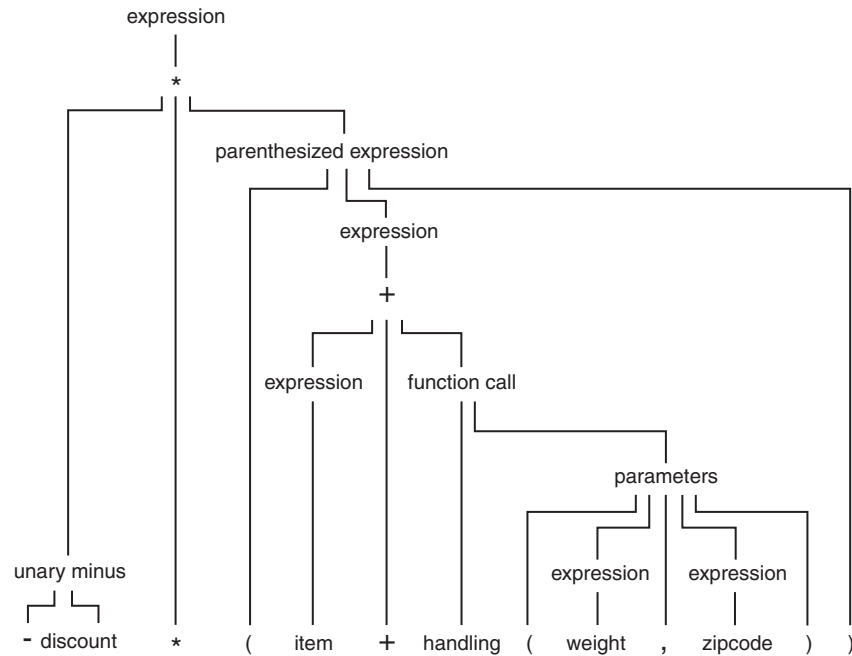 expression
*
parenthesized expression
expression
+
expression function call
parameters
unary minus expression expression
- discount * ( item + handling ( weight , zipcode ) )